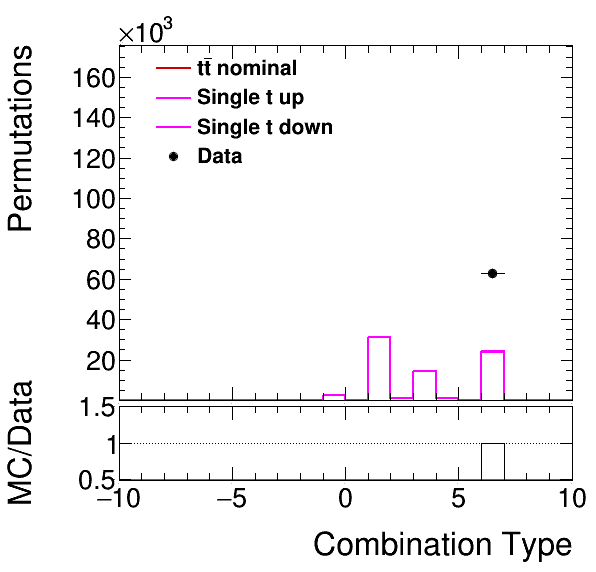 ×10³
Permutations
160
140
120
100
80
60
40
20
tt̄ nominal
Single t up
Single t down
Data
MC/Data
1.5
1
0.5
−10 −5 0 5 10
Combination Type